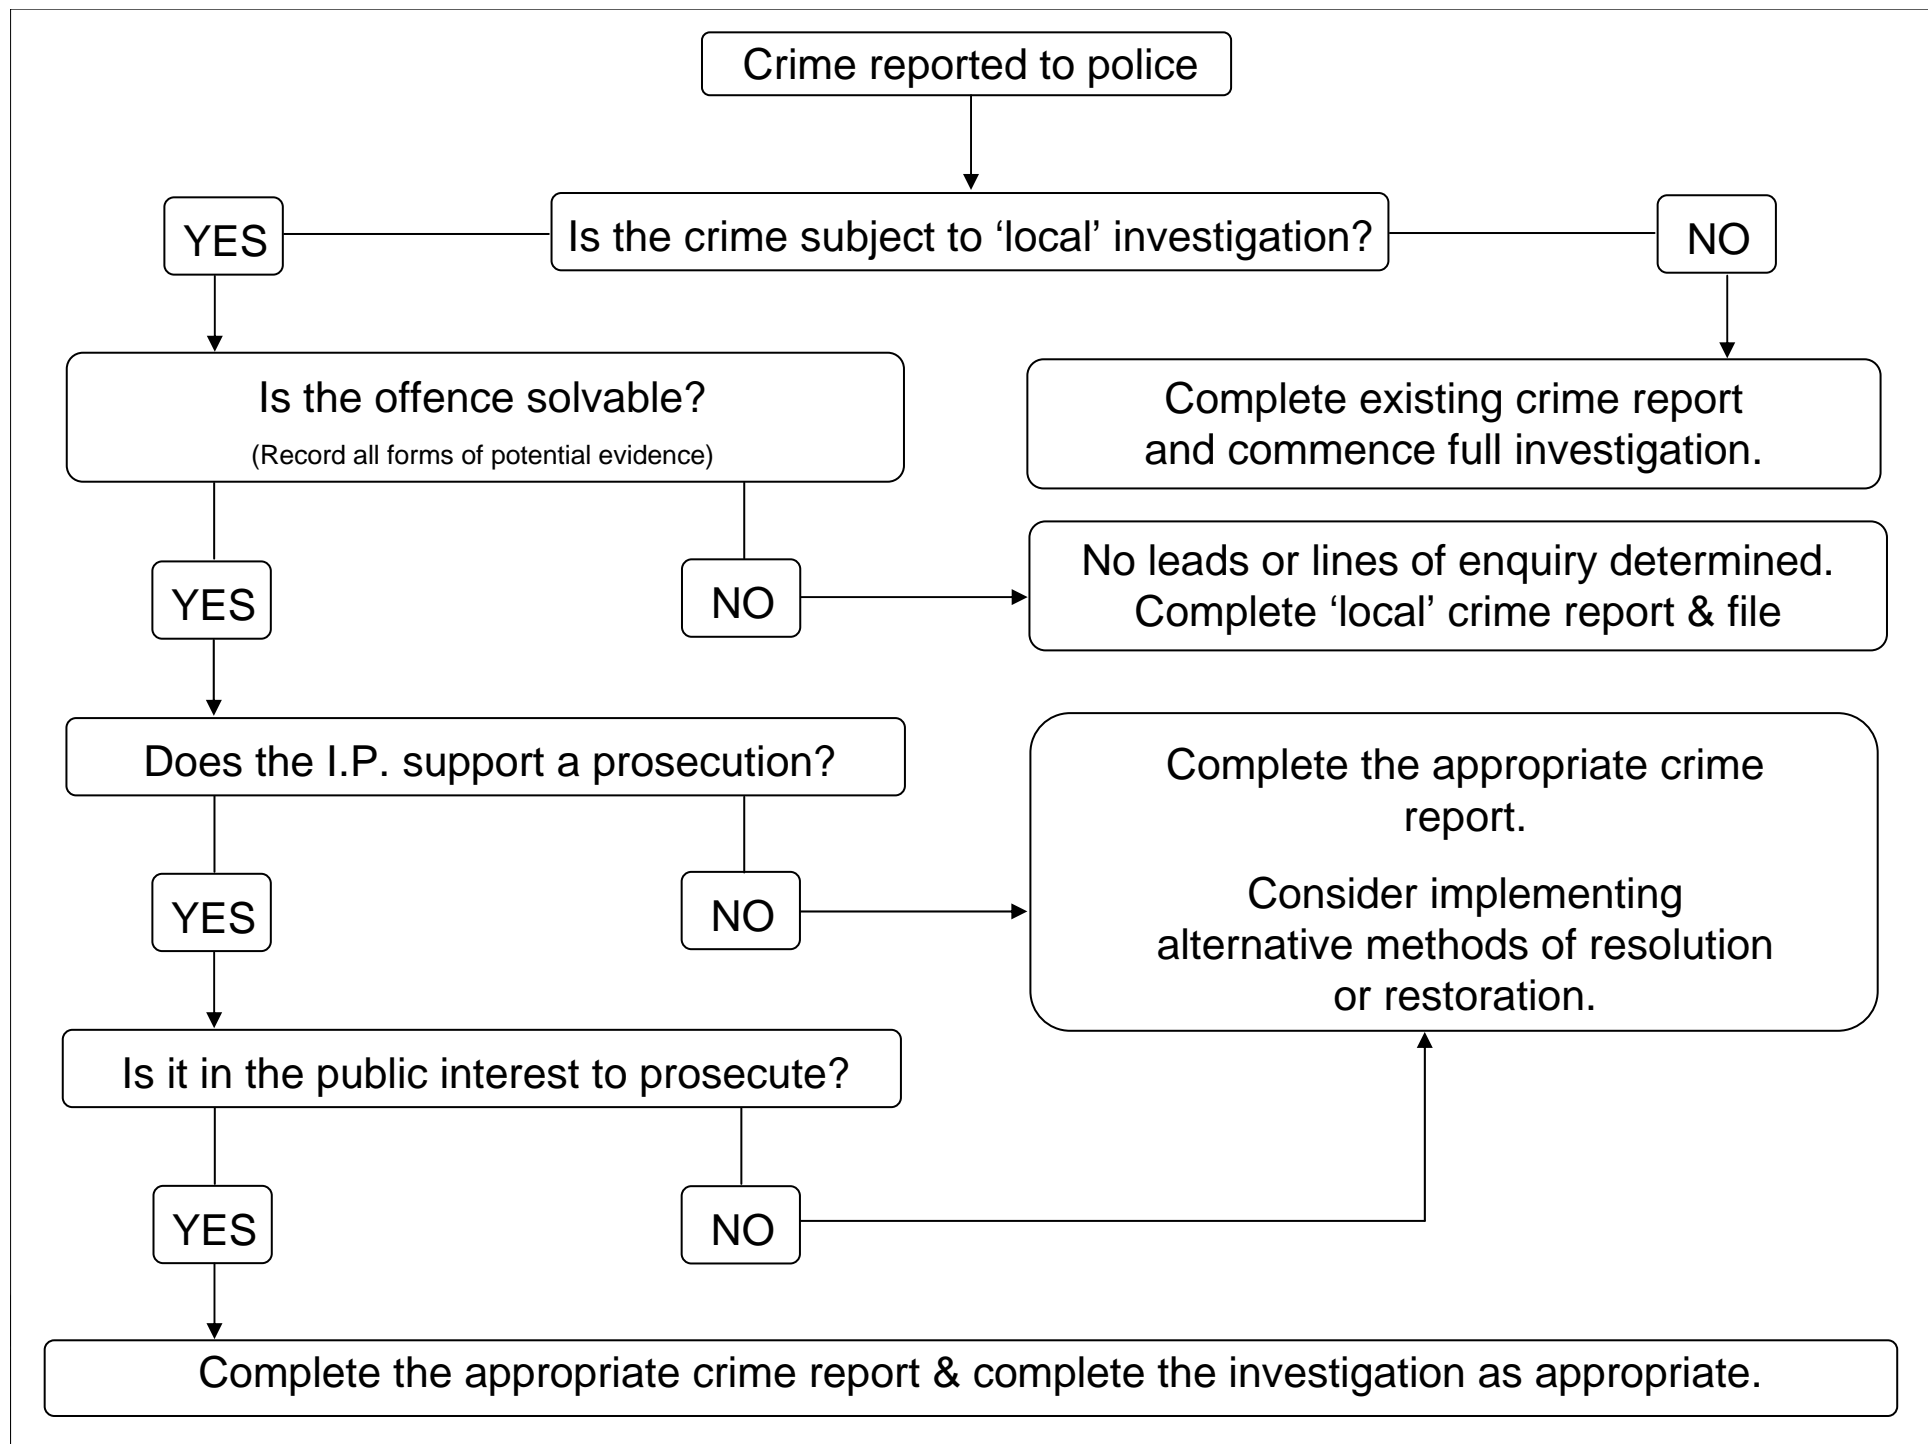 Crime reported to police
YES
Is the crime subject to ‘local’ investigation?
NO
Is the offence solvable?
(Record all forms of potential evidence)
Complete existing crime report
and commence full investigation.
YES
NO
No leads or lines of enquiry determined.
Complete ‘local’ crime report & file
Does the I.P. support a prosecution?
YES
NO
Complete the appropriate crime
report.
Consider implementing
alternative methods of resolution
or restoration.
Is it in the public interest to prosecute?
YES
NO
Complete the appropriate crime report & complete the investigation as appropriate.